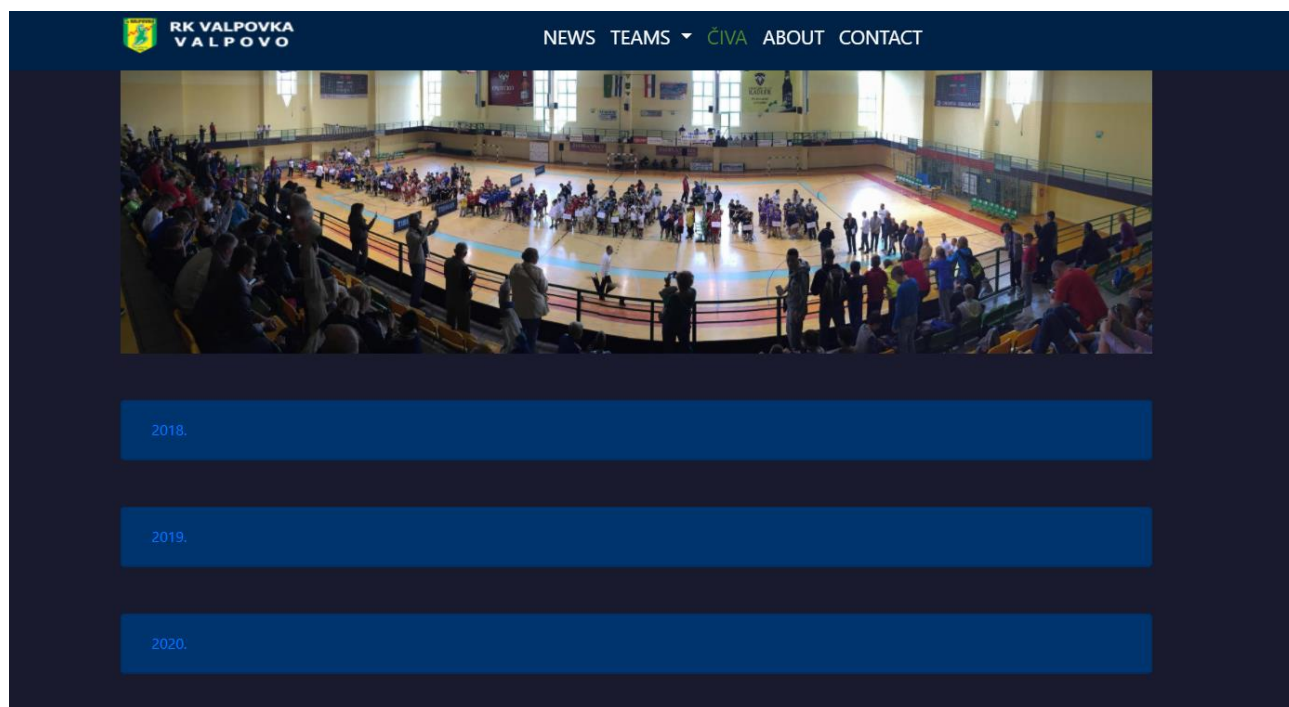 RK VALPOVKA
VALPOVO
NEWS TEAMS ČIVA ABOUT CONTACT
2018.
2019.
2020.